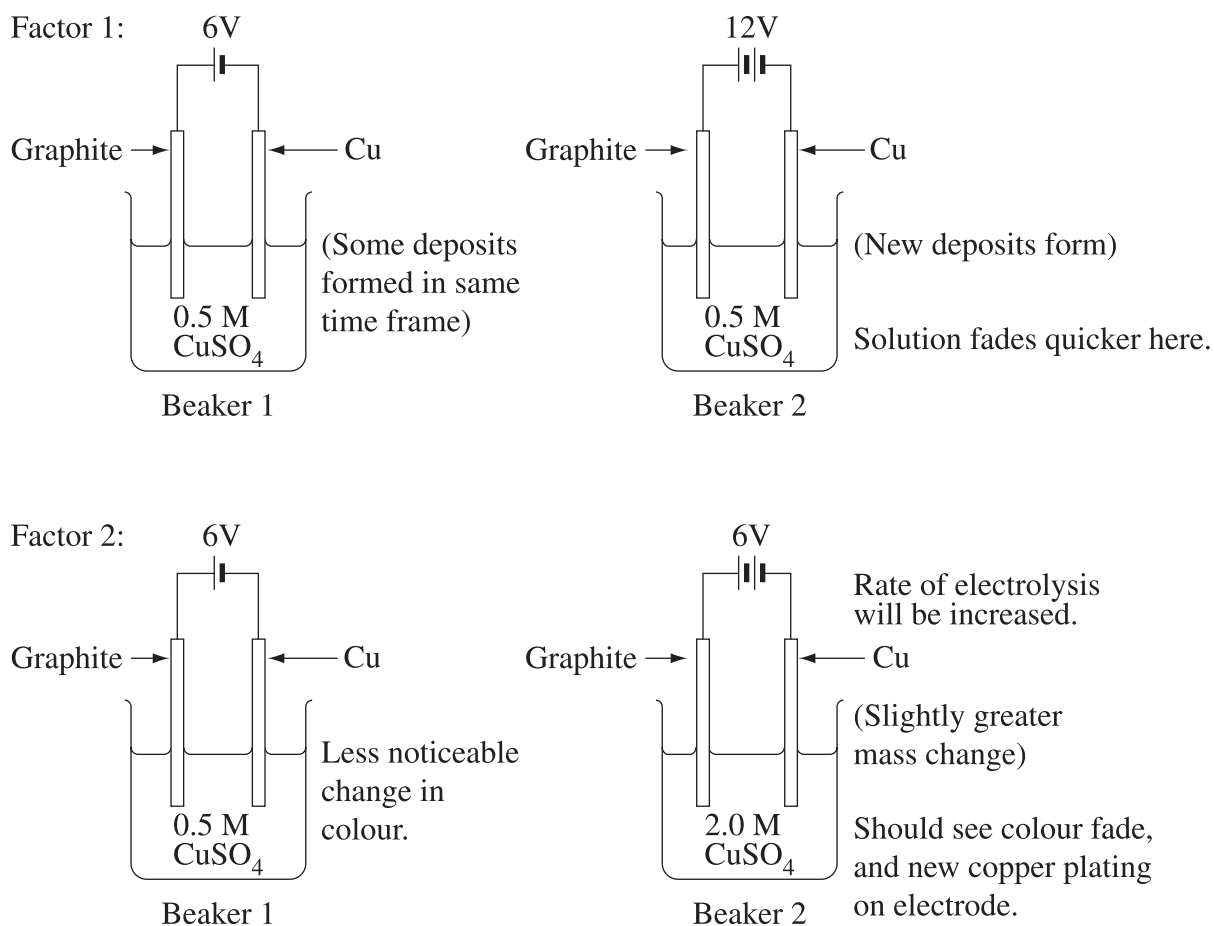 Factor 1:
6V
12V
Graphite
Cu
Graphite
Cu
(Some deposits
formed in same
time frame)
(New deposits form)
Solution fades quicker here.
0.5 M
CuSO₄
0.5 M
CuSO₄
Beaker 1
Beaker 2
Factor 2:
6V
6V
Rate of electrolysis
will be increased.
Graphite
Cu
Graphite
Cu
Less noticeable
change in
colour.
(Slightly greater
mass change)
0.5 M
CuSO₄
2.0 M
CuSO₄
Should see colour fade,
and new copper plating
on electrode.
Beaker 1
Beaker 2